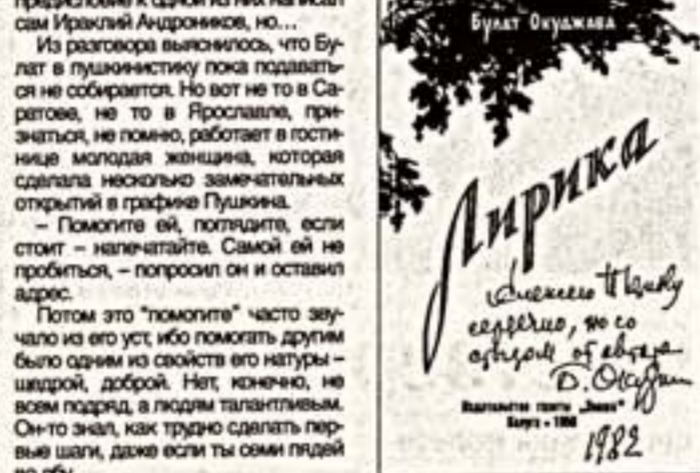 предисловие к одной из них написал
сам Ираклий Андроников, но...
Из разговора выяснилось, что Бу-
лат в пушкинистику пока подавать-
ся не собирается. Но вот не то в Са-
ратове, не то в Ярославле, при-
знаться, не помню, работает в гости-
нице молодая женщина, которая
сделала несколько замечательных
открытий в графике Пушкина.
– Помогите ей, поглядите, если
стоит – напечатайте. Самой ей не
пробиться, – попросил он и оставил
адрес.
Потом это "помогите" часто зву-
чало из его уст, ибо помогать другим
было одним из свойств его натуры –
щедрой, доброй. Нет, конечно, не
всем подряд, а людям талантливым.
Он-то знал, как трудно сделать пер-
вые шаги, даже если ты семи пядей
во лбу.
Булат Окуджава
Лирика
Алексею
сердечно, но со
стыдом от автора
Б. Окуджава
Издательство газеты „Знамя"
Калуга - 1956
1982